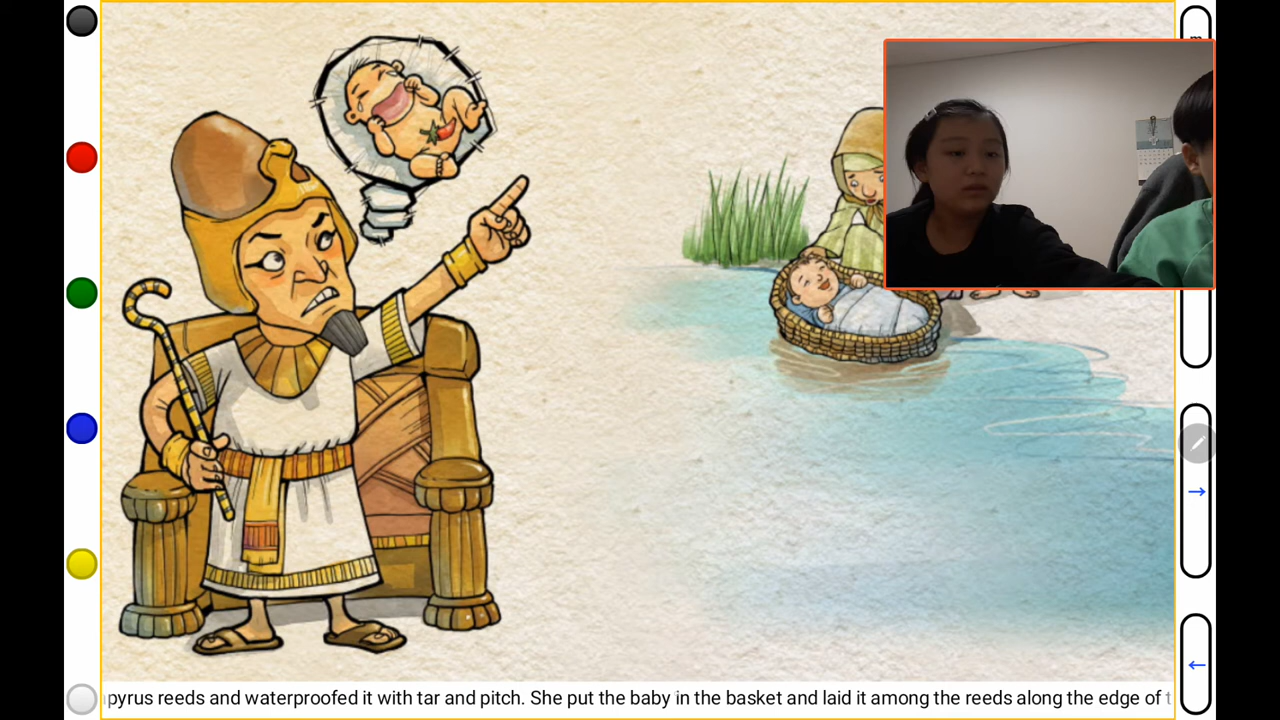 pyrus reeds and waterproofed it with tar and pitch. She put the baby in the basket and laid it among the reeds along the edge of